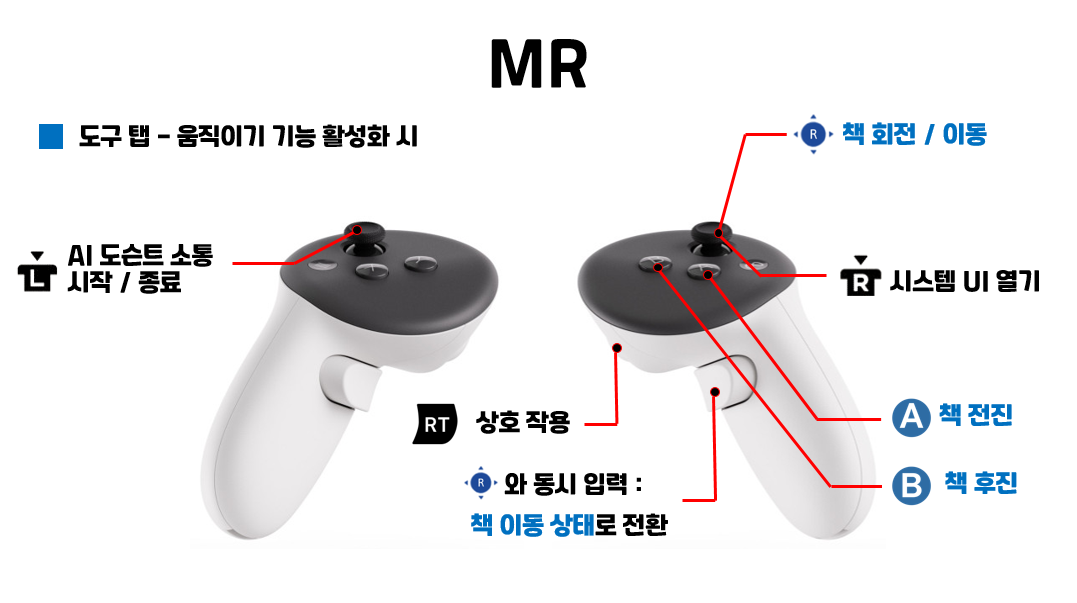 MR
도구 탭 - 움직이기 기능 활성화 시
R 책 회전 / 이동
L AI 도슨트 소통
시작 / 종료
R 시스템 UI 열기
RT 상호 작용
A 책 전진
B 책 후진
R 와 동시 입력 :
책 이동 상태로 전환